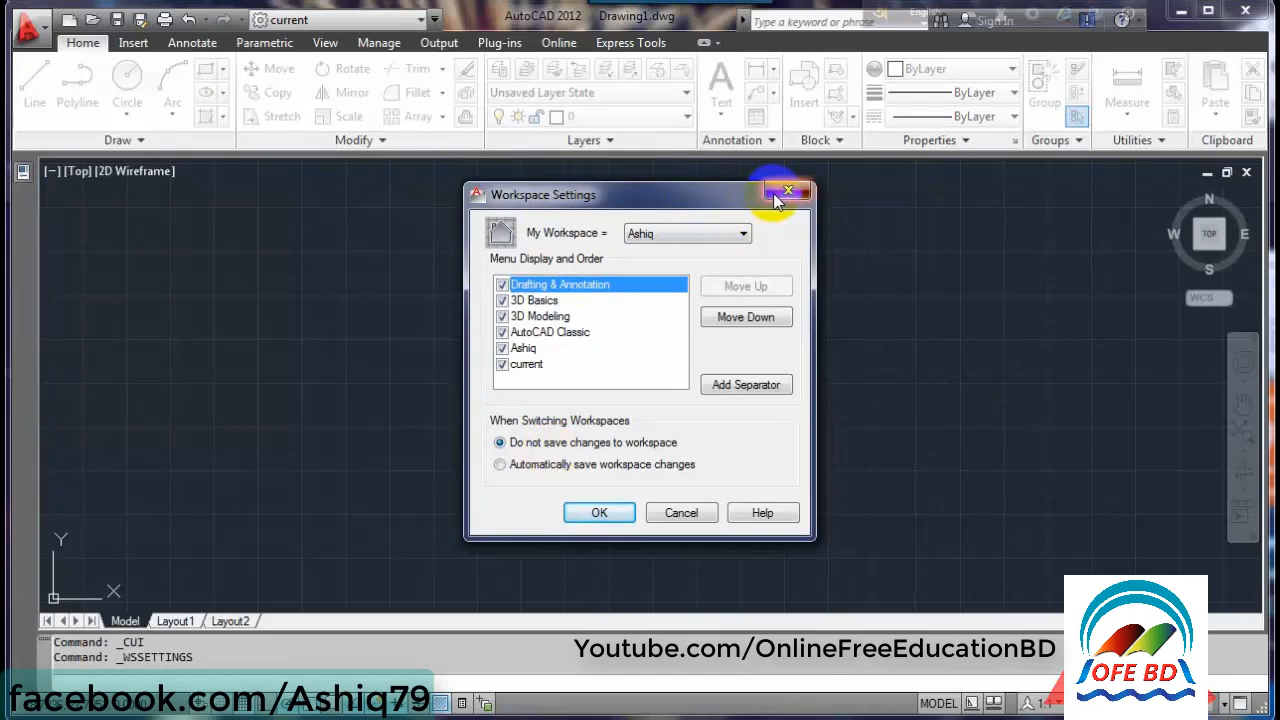 current
AutoCAD 2012 Drawing1.dwg
Type a keyword or phrase
English
Sign In
Home Insert Annotate Parametric View Manage Output Plug-ins Online Express Tools
Line Polyline Circle Arc
Move Rotate Trim
Copy Mirror Fillet
Stretch Scale Array
Unsaved Layer State
0
Text
Insert
ByLayer
ByLayer
ByLayer
Group
Measure
Paste
Draw Modify Layers Annotation Block Properties Groups Utilities Clipboard
[−] [Top] [2D Wireframe]
N
W TOP E
S
WCS
Workspace Settings
My Workspace = Ashiq
Menu Display and Order
Drafting & Annotation
3D Basics
3D Modeling
AutoCAD Classic
Ashiq
current
Move Up
Move Down
Add Separator
When Switching Workspaces
Do not save changes to workspace
Automatically save workspace changes
OK Cancel Help
Y
X
Model Layout1 Layout2
Command: _CUI
Command: _WSSETTINGS
Youtube.com/OnlineFreeEducationBD
OFE BD
facebook.com/Ashiq79
MODEL